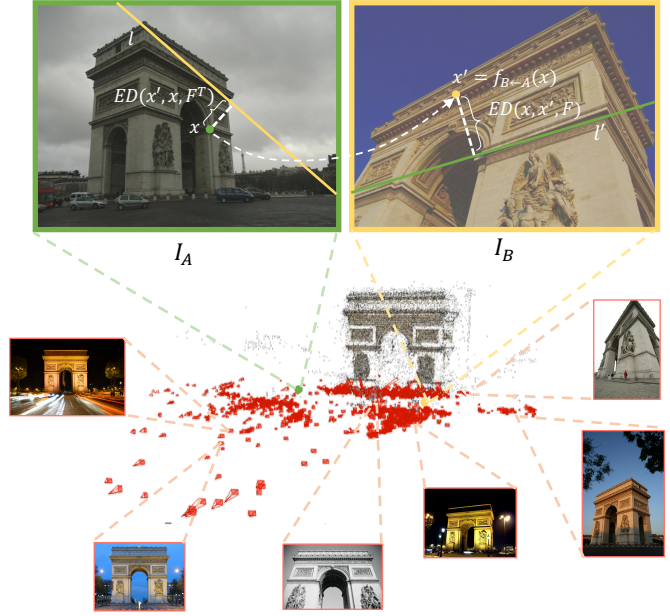 l
ED(x′, x, F^T)
x
x′ = f_{B←A}(x)
ED(x, x′, F)
l′
I_A
I_B